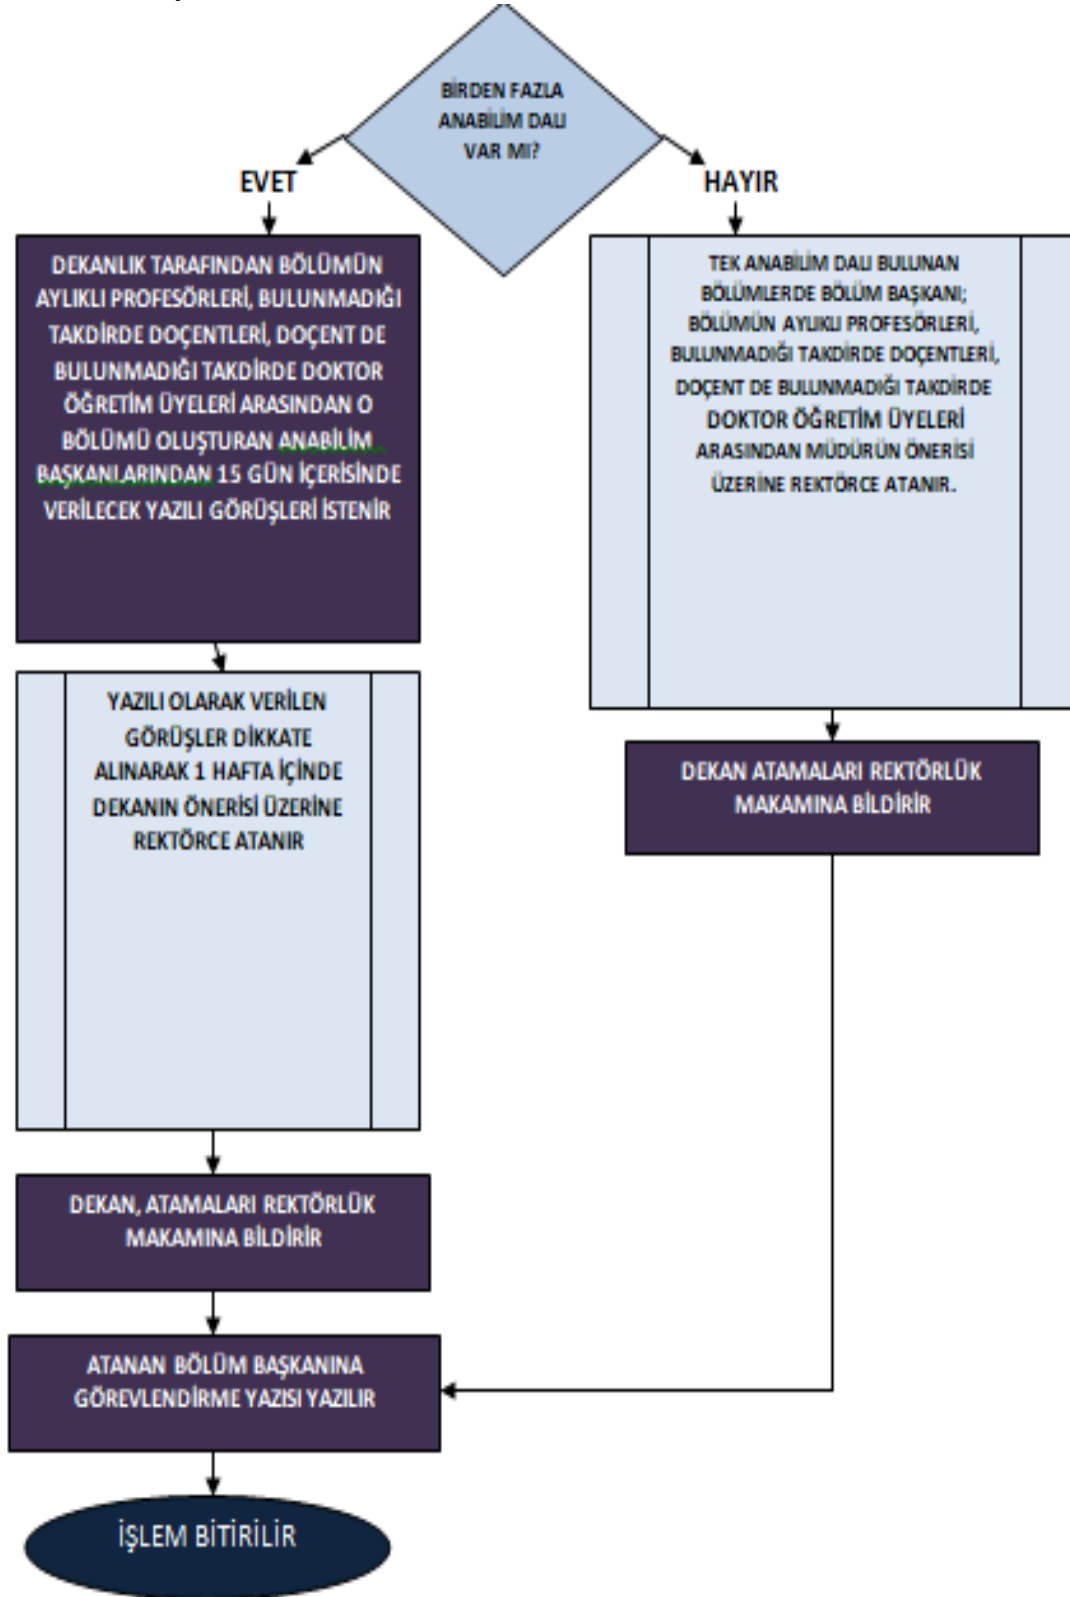 BİRDEN FAZLA
ANABİLİM DALI
VAR MI?
EVET
HAYIR
DEKANLIK TARAFINDAN BÖLÜMÜN
AYLIKLI PROFESÖRLERİ, BULUNMADIĞI
TAKDİRDE DOÇENTLERİ, DOÇENT DE
BULUNMADIĞI TAKDİRDE DOKTOR
ÖĞRETİM ÜYELERİ ARASINDAN O
BÖLÜMÜ OLUŞTURAN ANABİLİM
BAŞKANLARINDAN 15 GÜN İÇERİSİNDE
VERİLECEK YAZILI GÖRÜŞLERİ İSTENİR
TEK ANABİLİM DALI BULUNAN
BÖLÜMLERDE BÖLÜM BAŞKANI;
BÖLÜMÜN AYLIKLI PROFESÖRLERİ,
BULUNMADIĞI TAKDİRDE DOÇENTLERİ,
DOÇENT DE BULUNMADIĞI TAKDİRDE
DOKTOR ÖĞRETİM ÜYELERİ
ARASINDAN MÜDÜRÜN ÖNERİSİ
ÜZERİNE REKTÖRCE ATANIR.
YAZILI OLARAK VERİLEN
GÖRÜŞLER DİKKATE
ALINARAK 1 HAFTA İÇİNDE
DEKANIN ÖNERİSİ ÜZERİNE
REKTÖRCE ATANIR
DEKAN ATAMALARI REKTÖRLÜK
MAKAMINA BİLDİRİR
DEKAN, ATAMALARI REKTÖRLÜK
MAKAMINA BİLDİRİR
ATANAN BÖLÜM BAŞKANINA
GÖREVLENDİRME YAZISI YAZILIR
İŞLEM BİTİRİLİR